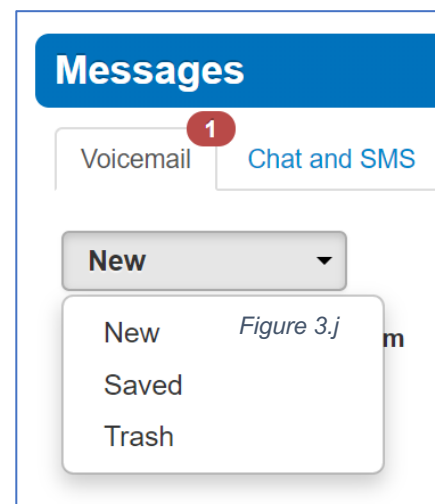 Messages
1
Voicemail Chat and SMS
New
New Figure 3.j m
Saved
Trash